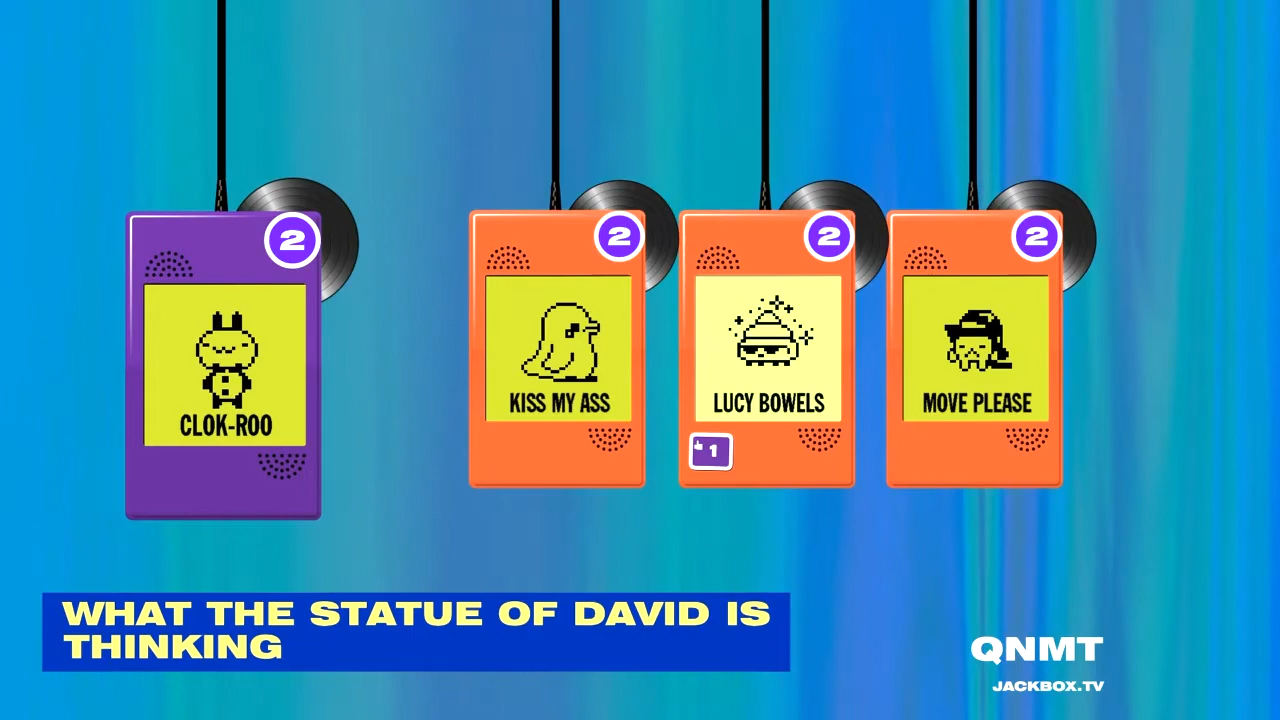 2
CLOK-ROO
2
KISS MY ASS
2
LUCY BOWELS
1
2
MOVE PLEASE
WHAT THE STATUE OF DAVID IS
THINKING
QNMT
JACKBOX.TV